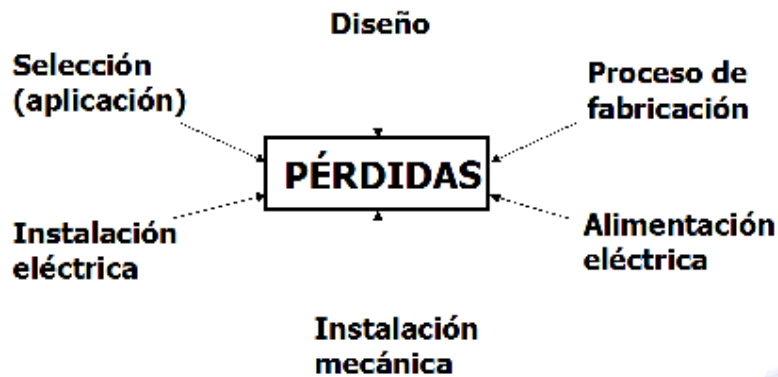 Diseño
Selección
(aplicación)
Proceso de
fabricación
PÉRDIDAS
Instalación
eléctrica
Alimentación
eléctrica
Instalación
mecánica